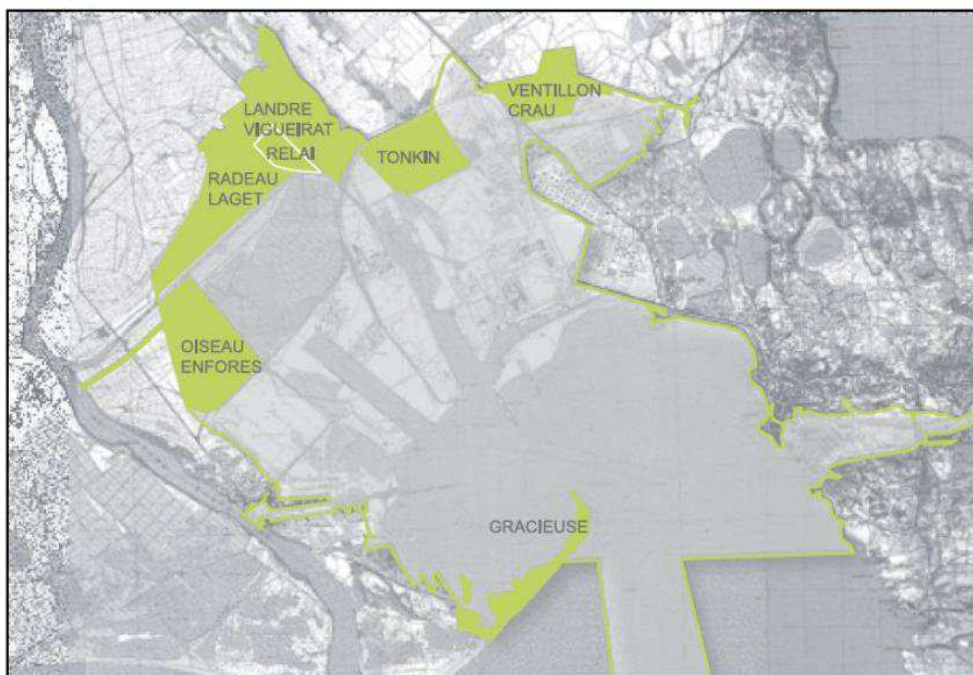 VENTILLON
CRAU
LANDRE
VIGUEIRAT
RELAI
TONKIN
RADEAU
LAGET
OISEAU
ENFORES
GRACIEUSE